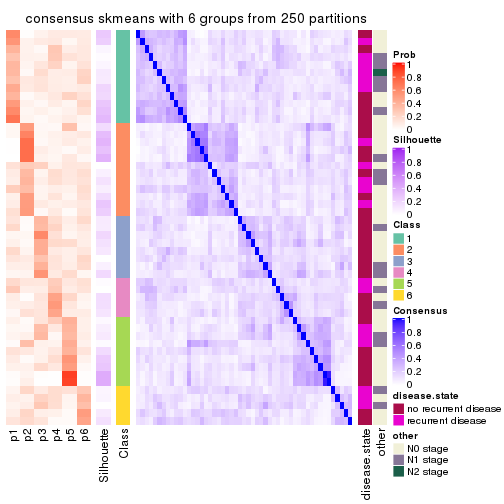 consensus skmeans with 6 groups from 250 partitions
Prob
1
0.8
0.6
0.4
0.2
0
Silhouette
1
0.8
0.6
0.4
0.2
0
Class
1
2
3
4
5
6
Consensus
1
0.8
0.6
0.4
0.2
0
disease.state
no recurrent disease
recurrent disease
other
N0 stage
N1 stage
N2 stage
p1
p2
p3
p4
p5
p6
Silhouette
Class
disease.state
other